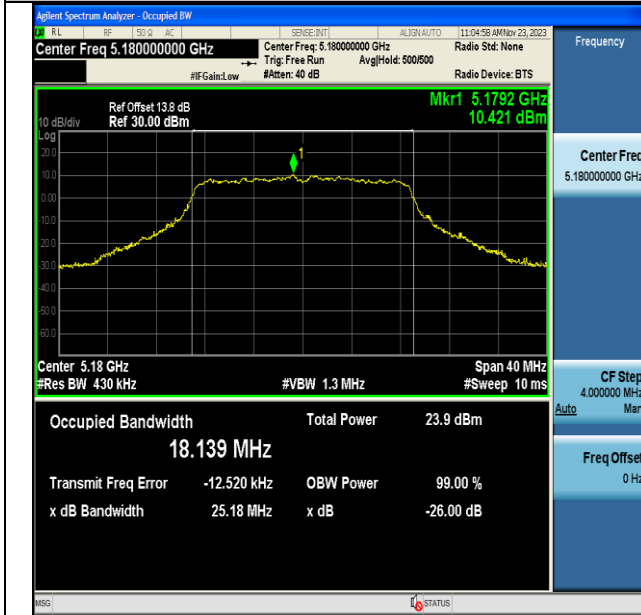 Agilent Spectrum Analyzer - Occupied BW
RL RF 50 Ω AC SENSE:INT ALIGN AUTO 11:04:58 AM Nov 23, 2023
Center Freq 5.180000000 GHz Center Freq: 5.180000000 GHz Radio Std: None
Trig: Free Run Avg|Hold: 500/500
#IFGain:Low #Atten: 40 dB Radio Device: BTS
Frequency
Ref Offset 13.8 dB Mkr1 5.1792 GHz
10 dB/div Ref 30.00 dBm 10.421 dBm
Log
20.0
1
10.0
0.00
-10.0
-20.0
-30.0
-40.0
-50.0
-60.0
Center 5.18 GHz Span 40 MHz
#Res BW 430 kHz #VBW 1.3 MHz #Sweep 10 ms
Center Freq
5.180000000 GHz
CF Step
4.000000 MHz
Auto Man
Freq Offset
0 Hz
Occupied Bandwidth Total Power 23.9 dBm
18.139 MHz
Transmit Freq Error -12.520 kHz OBW Power 99.00 %
x dB Bandwidth 25.18 MHz x dB -26.00 dB
MSG STATUS